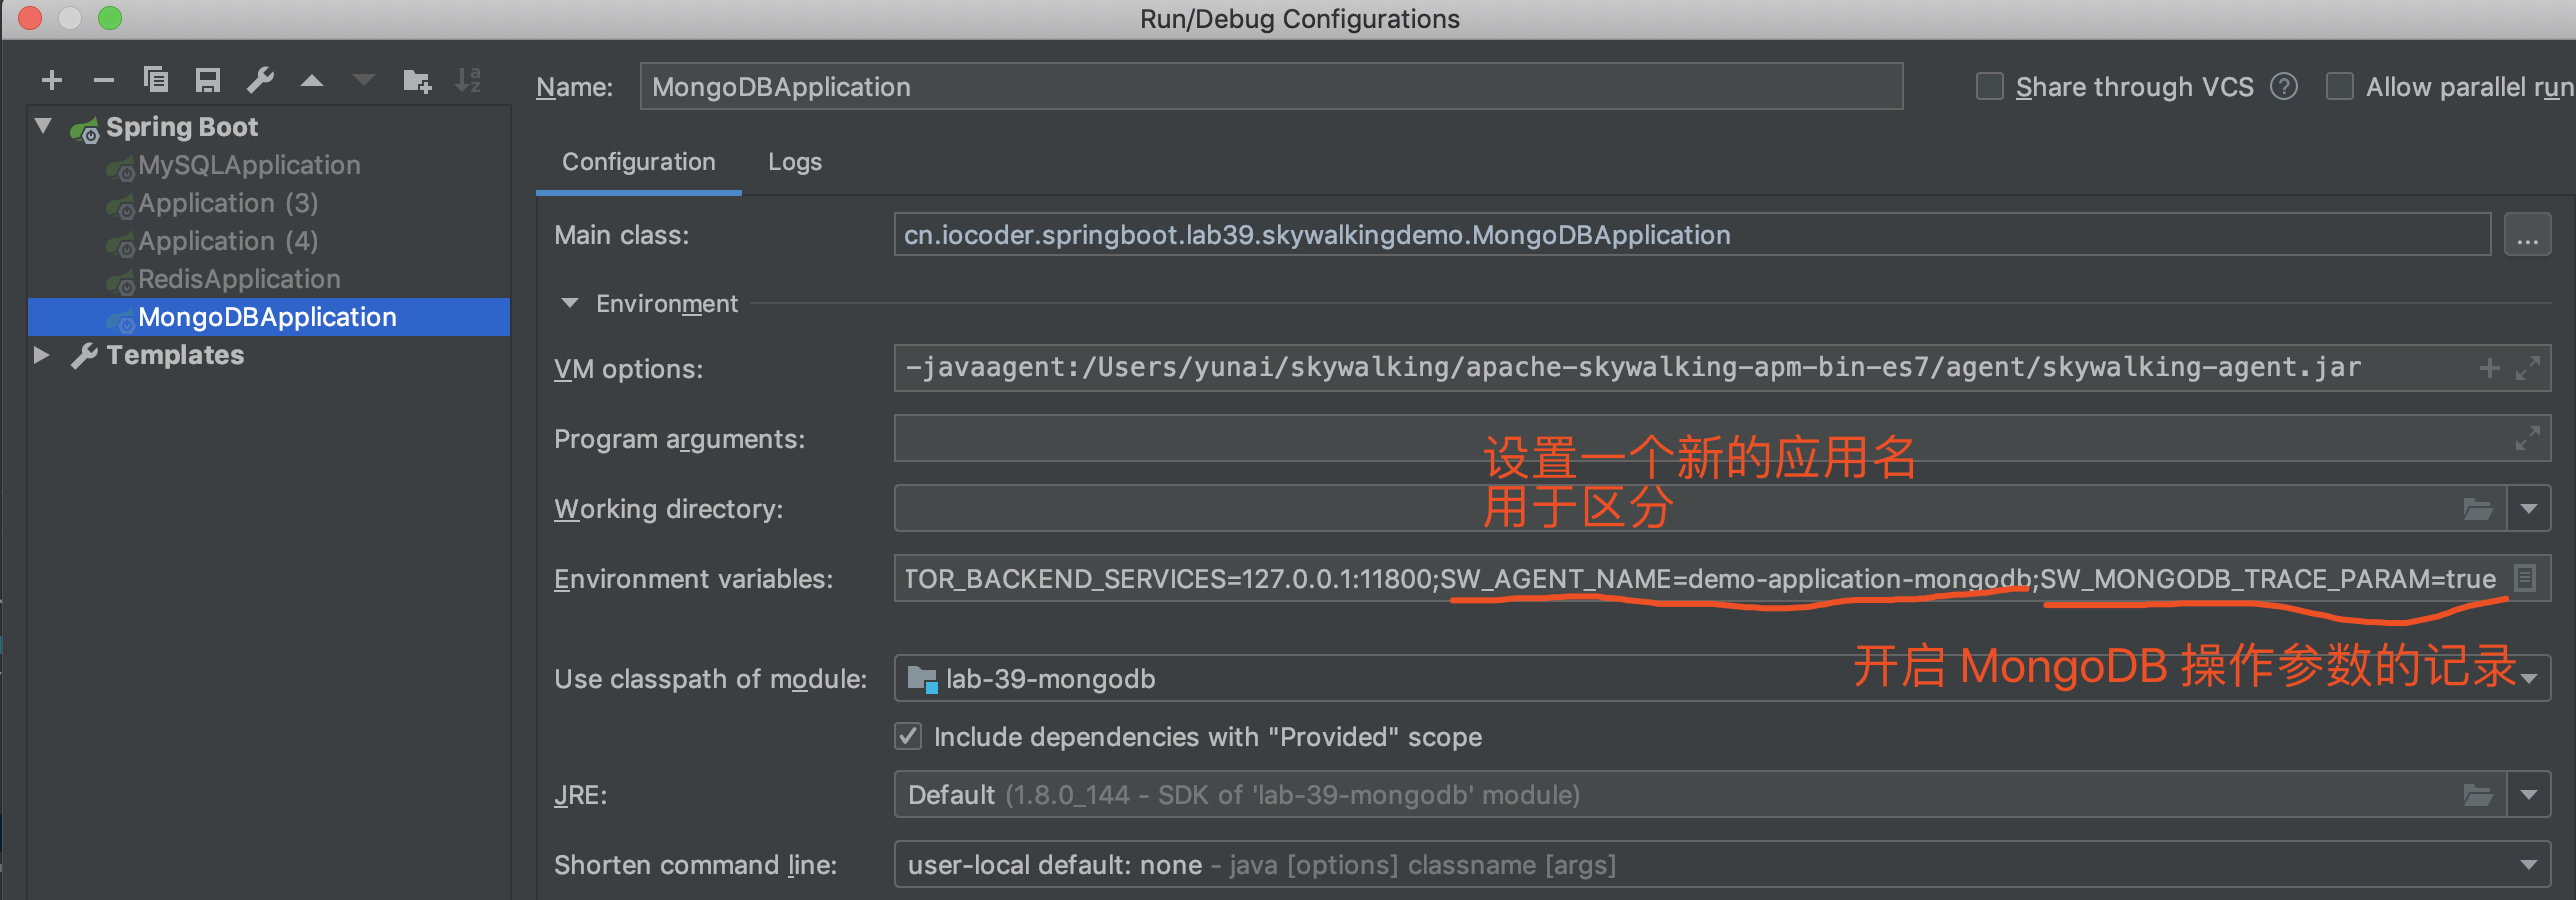 Run/Debug Configurations
Name: MongoDBApplication
Share through VCS ?
Allow parallel run
Spring Boot
MySQLApplication
Application (3)
Application (4)
RedisApplication
MongoDBApplication
Templates
Configuration Logs
Main class: cn.iocoder.springboot.lab39.skywalkingdemo.MongoDBApplication ...
Environment
VM options: -javaagent:/Users/yunai/skywalking/apache-skywalking-apm-bin-es7/agent/skywalking-agent.jar
Program arguments:
设置一个新的应用名
用于区分
Working directory:
Environment variables: TOR_BACKEND_SERVICES=127.0.0.1:11800;SW_AGENT_NAME=demo-application-mongodb;SW_MONGODB_TRACE_PARAM=true
开启 MongoDB 操作参数的记录
Use classpath of module: lab-39-mongodb
Include dependencies with "Provided" scope
JRE: Default (1.8.0_144 - SDK of 'lab-39-mongodb' module)
Shorten command line: user-local default: none - java [options] classname [args]